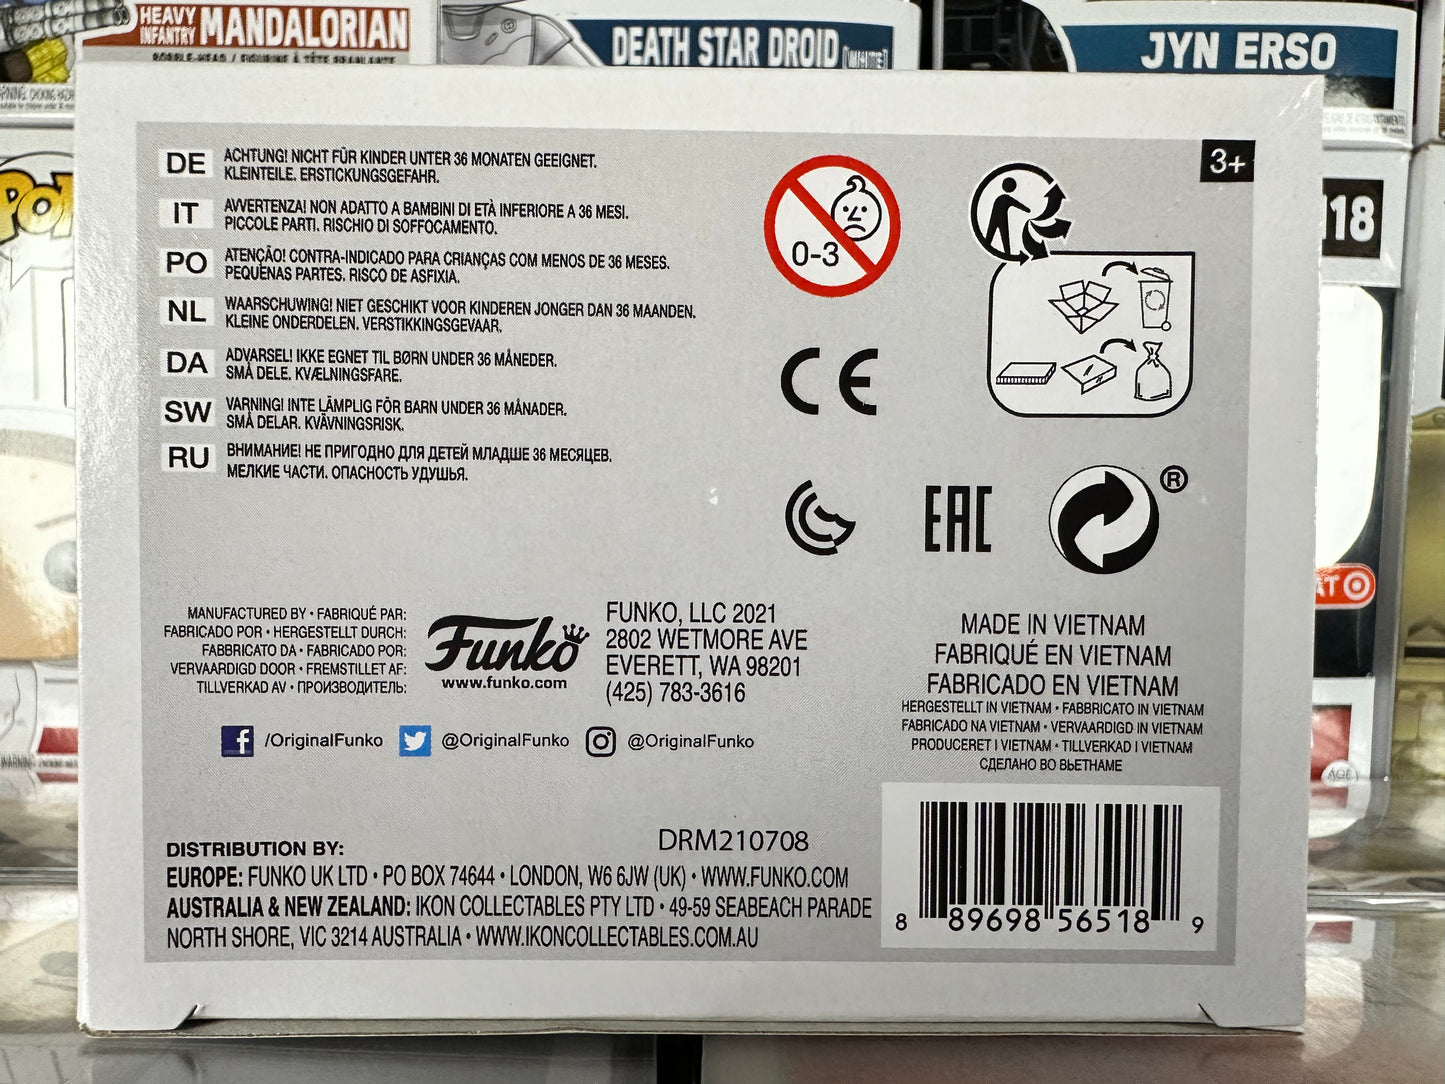 HEAVY
INFANTRY MANDALORIAN
DEATH STAR DROID
JYN ERSO
3+
18
DE ACHTUNG! NICHT FÜR KINDER UNTER 36 MONATEN GEEIGNET.
KLEINTEILE. ERSTICKUNGSGEFAHR.
IT AVVERTENZA! NON ADATTO A BAMBINI DI ETÀ INFERIORE A 36 MESI.
PICCOLE PARTI. RISCHIO DI SOFFOCAMENTO.
PO ATENÇÃO! CONTRA-INDICADO PARA CRIANÇAS COM MENOS DE 36 MESES.
PEQUENAS PARTES. RISCO DE ASFIXIA.
NL WAARSCHUWING! NIET GESCHIKT VOOR KINDEREN JONGER DAN 36 MAANDEN.
KLEINE ONDERDELEN. VERSTIKKINGSGEVAAR.
DA ADVARSEL! IKKE EGNET TIL BØRN UNDER 36 MÅNEDER.
SMÅ DELE. KVÆLNINGSFARE.
SW VARNING! INTE LÄMPLIG FÖR BARN UNDER 36 MÅNADER.
SMÅ DELAR. KVÄVNINGSRISK.
RU ВНИМАНИЕ! НЕ ПРИГОДНО ДЛЯ ДЕТЕЙ МЛАДШЕ 36 МЕСЯЦЕВ.
МЕЛКИЕ ЧАСТИ. ОПАСНОСТЬ УДУШЬЯ.
0-3
CE
EAC
®
MANUFACTURED BY • FABRIQUÉ PAR:
FABRICADO POR • HERGESTELLT DURCH:
FABBRICATO DA • FABRICADO POR:
VERVAARDIGD DOOR • FREMSTILLET AF:
TILLVERKAD AV • ПРОИЗВОДИТЕЛЬ:
Funko
www.funko.com
FUNKO, LLC 2021
2802 WETMORE AVE
EVERETT, WA 98201
(425) 783-3616
/OriginalFunko @OriginalFunko @OriginalFunko
MADE IN VIETNAM
FABRIQUÉ EN VIETNAM
FABRICADO EN VIETNAM
HERGESTELLT IN VIETNAM • FABBRICATO IN VIETNAM
FABRICADO NA VIETNAM • VERVAARDIGD IN VIETNAM
PRODUCERET I VIETNAM • TILLVERKAD I VIETNAM
СДЕЛАНО ВО ВЬЕТНАМЕ
DRM210708
DISTRIBUTION BY:
EUROPE: FUNKO UK LTD • PO BOX 74644 • LONDON, W6 6JW (UK) • WWW.FUNKO.COM
AUSTRALIA & NEW ZEALAND: IKON COLLECTABLES PTY LTD • 49-59 SEABEACH PARADE
NORTH SHORE, VIC 3214 AUSTRALIA • WWW.IKONCOLLECTABLES.COM.AU
8 89698 56518 9